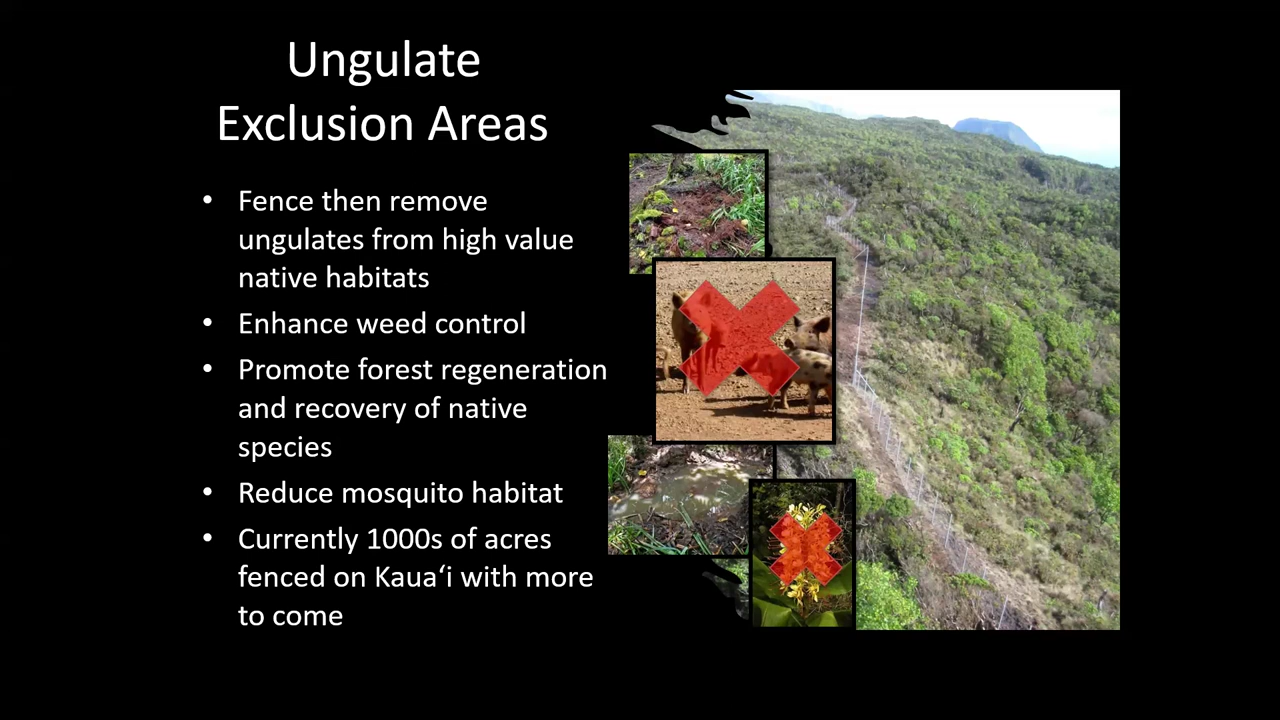 Ungulate
Exclusion Areas
• Fence then remove
ungulates from high value
native habitats
• Enhance weed control
• Promote forest regeneration
and recovery of native
species
• Reduce mosquito habitat
• Currently 1000s of acres
fenced on Kauaʻi with more
to come